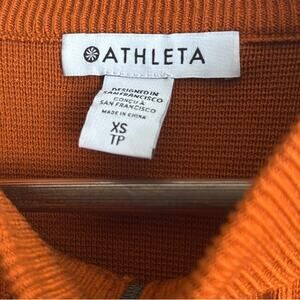 ATHLETA
DESIGNED IN
SAN FRANCISCO
CONÇU À
SAN FRANCISCO
MADE IN CHINA
XS
TP